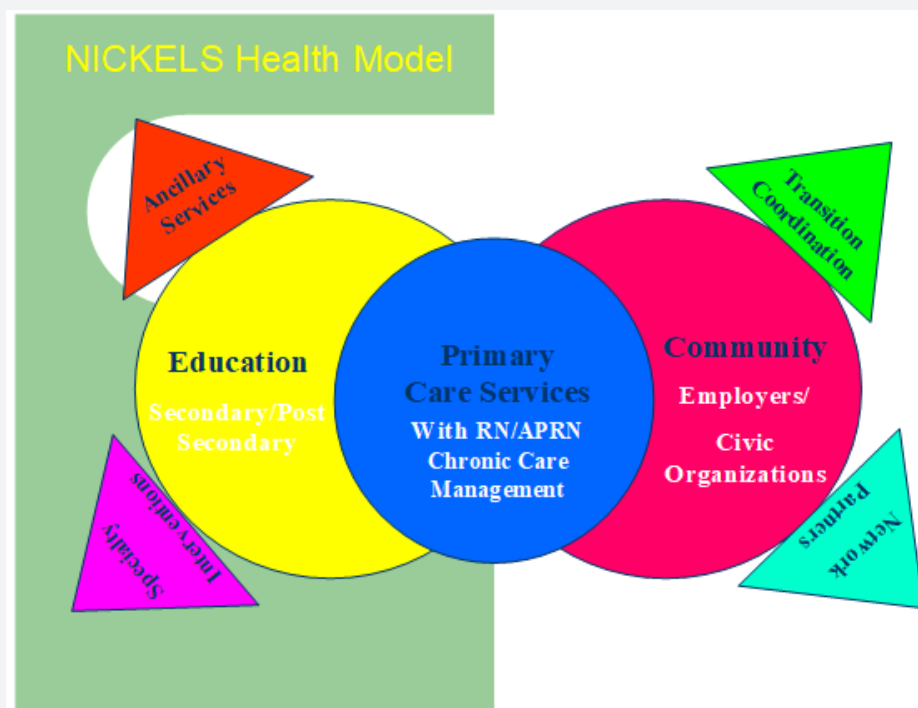 NICKELS Health Model
Ancillary
Services
Transition
Coordination
Education
Secondary/Post
Secondary
Primary
Care Services
With RN/APRN
Chronic Care
Management
Community
Employers/
Civic
Organizations
Specialty
Interventions
Network
Partners